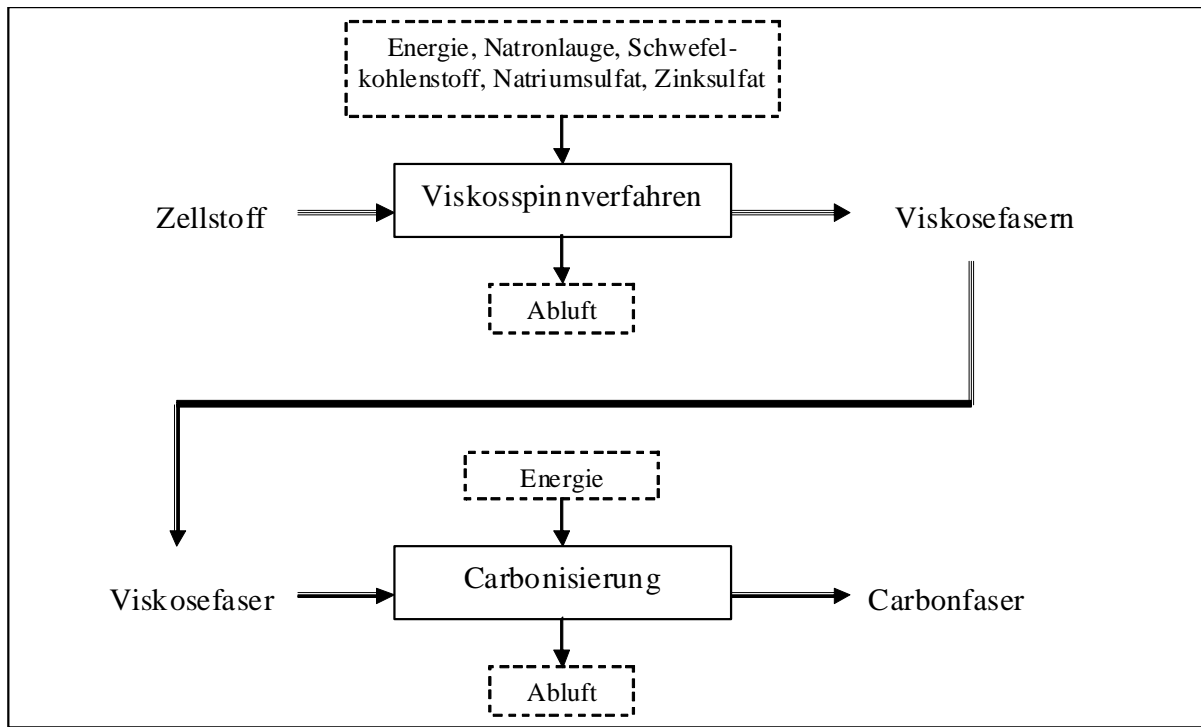 Energie, Natronlauge, Schwefel-
kohlenstoff, Natriumsulfat, Zinksulfat
Zellstoff
Viskosspinnverfahren
Viskosefasern
Abluft
Energie
Viskosefaser
Carbonisierung
Carbonfaser
Abluft